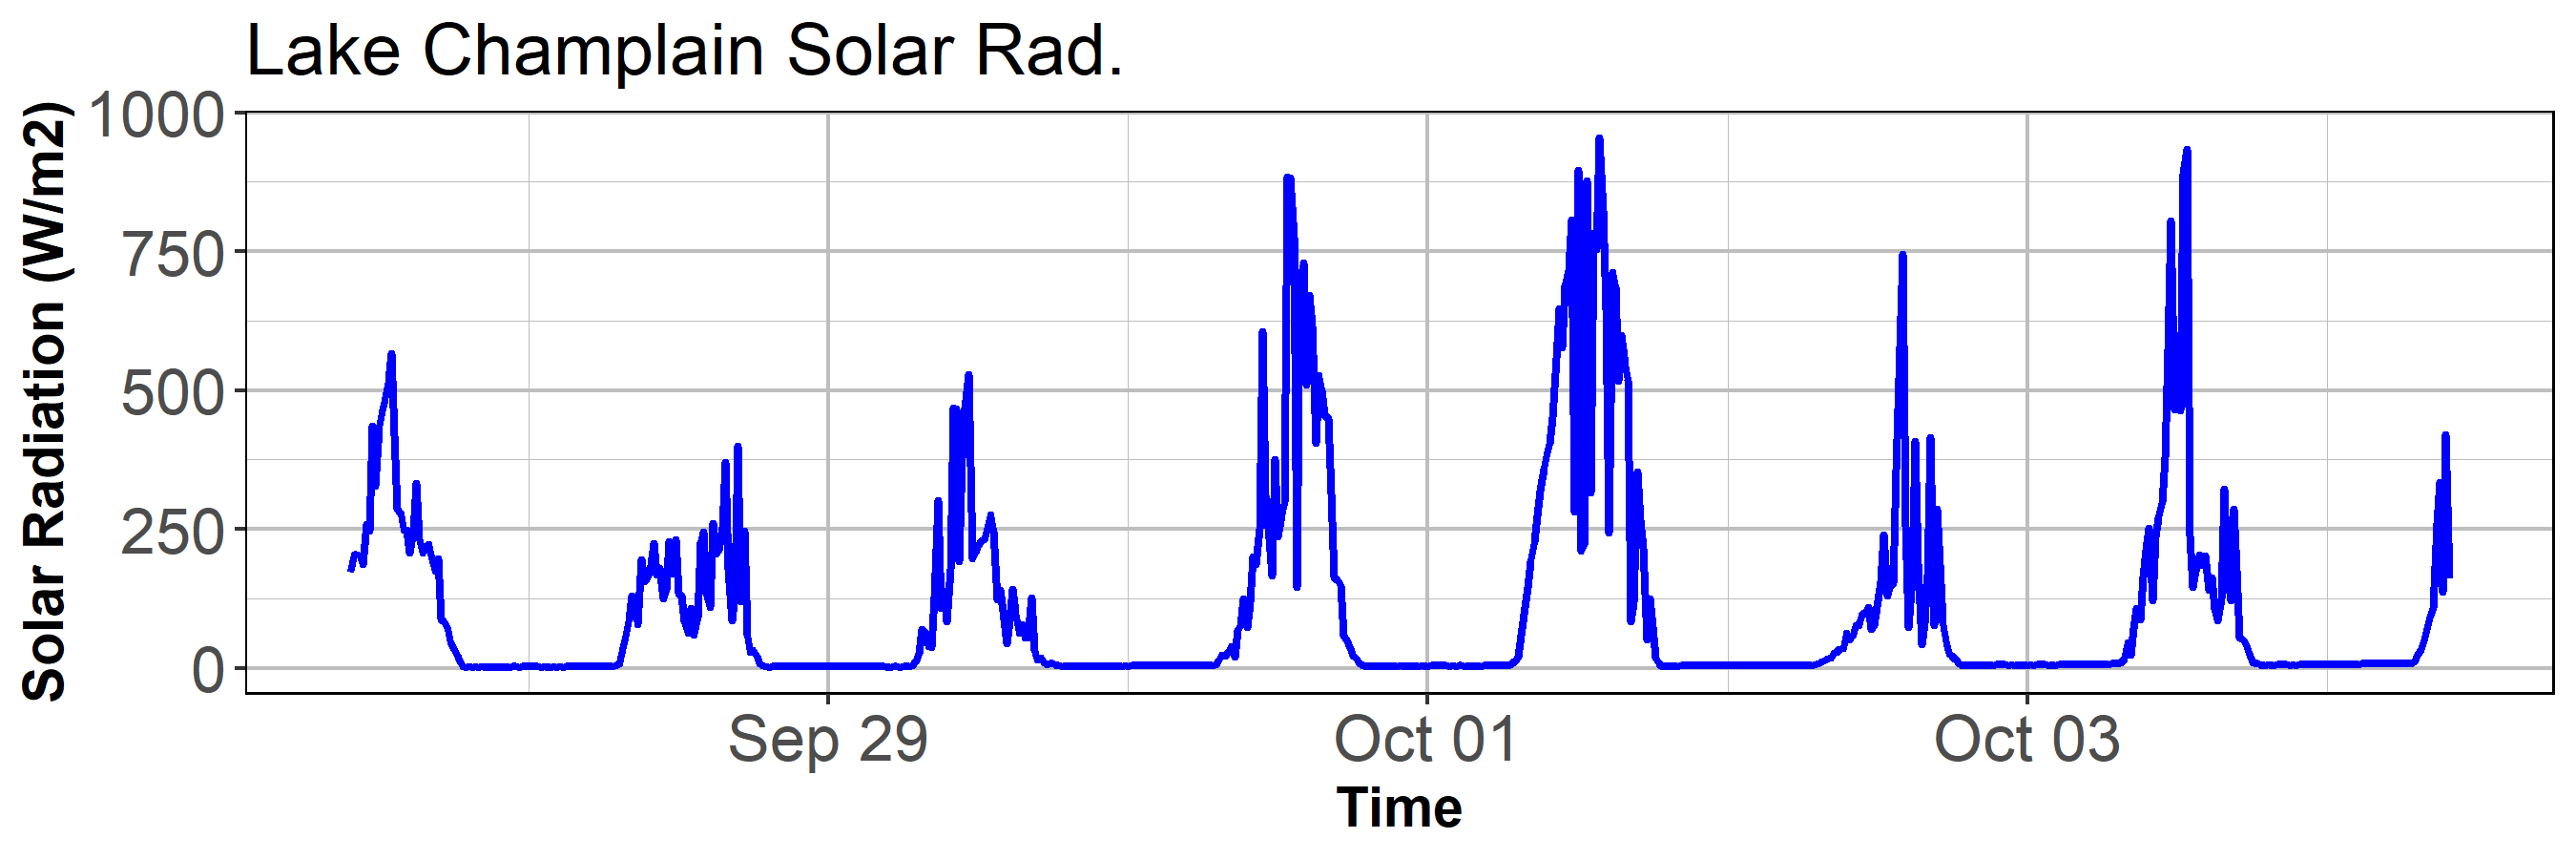 Lake Champlain Solar Rad.
Solar Radiation (W/m2)
1000
750
500
250
0
Sep 29
Oct 01
Oct 03
Time